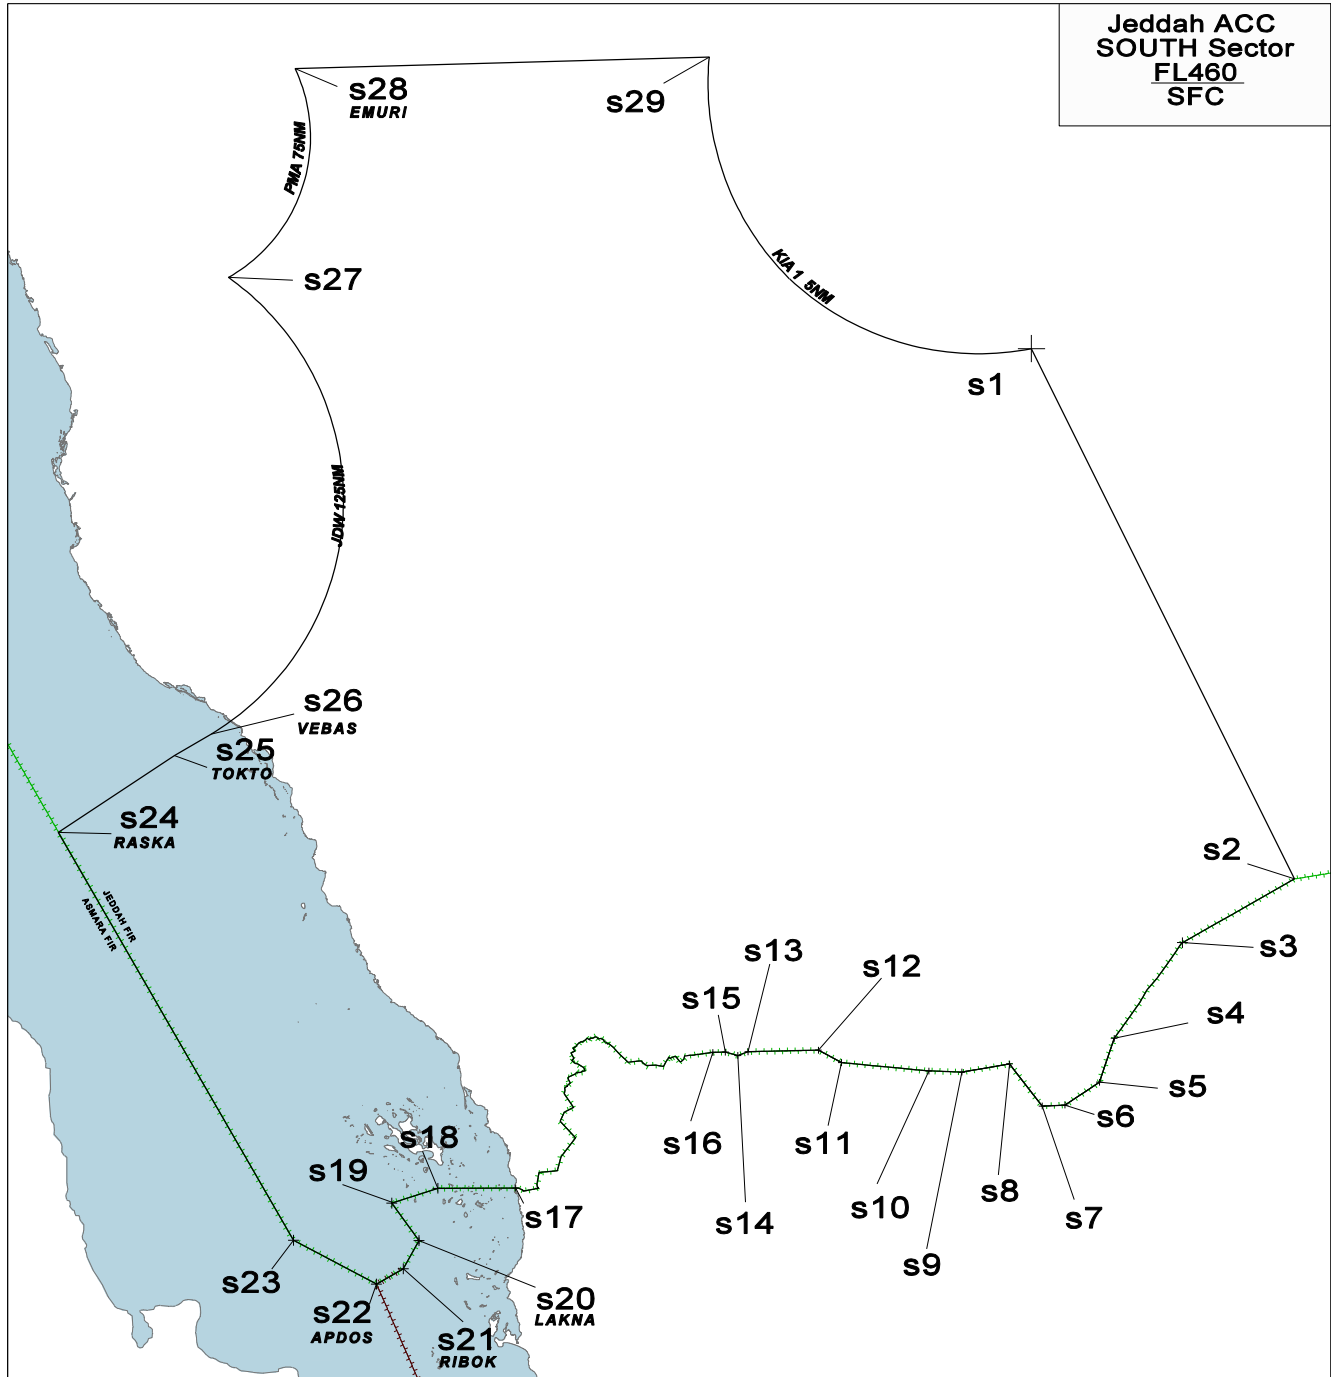 Jeddah ACC
SOUTH Sector
FL460
SFC
s28
EMURI
s29
PMA 75NM
s27
KIA 1 5NM
s1
JDW 125NM
s26
VEBAS
s25
TOKTO
s24
RASKA
s2
JEDDAH FIR
ASMARA FIR
s3
s13
s12
s15
s4
s5
s6
s16
s11
s18
s19
s10
s8
s7
s17
s14
s9
s23
s20
LAKNA
s22
APDOS
s21
RIBOK